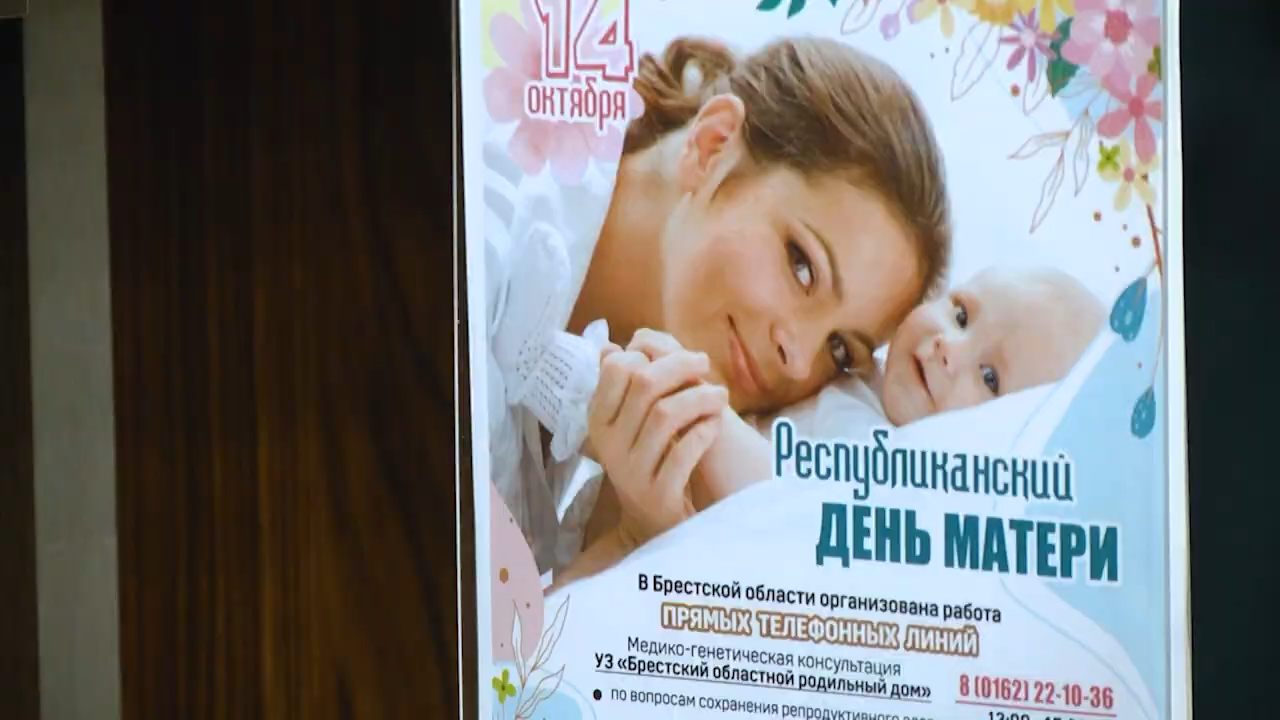 14
октября
Республиканский
ДЕНЬ МАТЕРИ
В Брестской области организована работа
ПРЯМЫХ ТЕЛЕФОННЫХ ЛИНИЙ
Медико-генетическая консультация
УЗ «Брестский областной родильный дом»
8 (0162) 22-10-36
• по вопросам сохранения репродуктивного